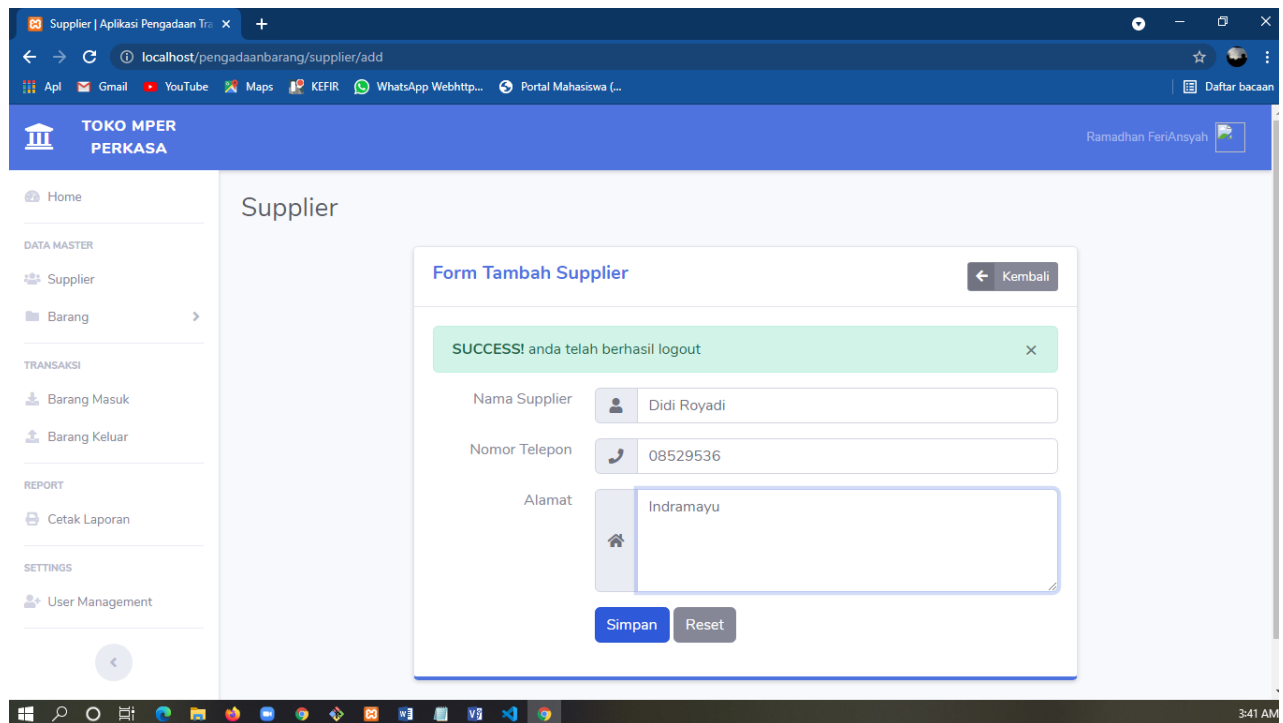 Supplier | Aplikasi Pengadaan Tra
localhost/pengadaanbarang/supplier/add
Apl Gmail YouTube Maps KEFIR WhatsApp Webhttp... Portal Mahasiswa (... Daftar bacaan
TOKO MPER
PERKASA
Ramadhan FeriAnsyah
Home
DATA MASTER
Supplier
Barang
TRANSAKSI
Barang Masuk
Barang Keluar
REPORT
Cetak Laporan
SETTINGS
User Management
Supplier
Form Tambah Supplier
Kembali
SUCCESS! anda telah berhasil logout
Nama Supplier Didi Royadi
Nomor Telepon 08529536
Alamat Indramayu
Simpan Reset
3:41 AM